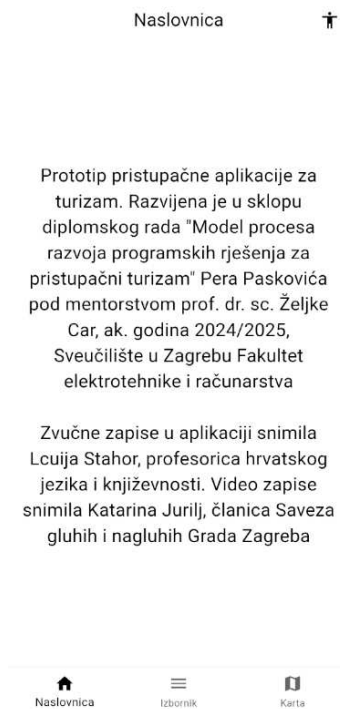 Naslovnica
Prototip pristupačne aplikacije za
turizam. Razvijena je u sklopu
diplomskog rada "Model procesa
razvoja programskih rješenja za
pristupačni turizam" Pera Paskovića
pod mentorstvom prof. dr. sc. Željke
Car, ak. godina 2024/2025,
Sveučilište u Zagrebu Fakultet
elektrotehnike i računarstva
Zvučne zapise u aplikaciji snimila
Lcuija Stahor, profesorica hrvatskog
jezika i književnosti. Video zapise
snimila Katarina Jurilj, članica Saveza
gluhih i nagluhih Grada Zagreba
Naslovnica
Izbornik
Karta